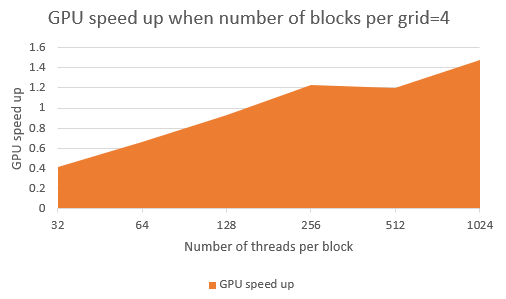 GPU speed up when number of blocks per grid=4
1.6
1.4
1.2
1
0.8
0.6
0.4
0.2
0
GPU speed up
32 64 128 256 512 1024
Number of threads per block
GPU speed up